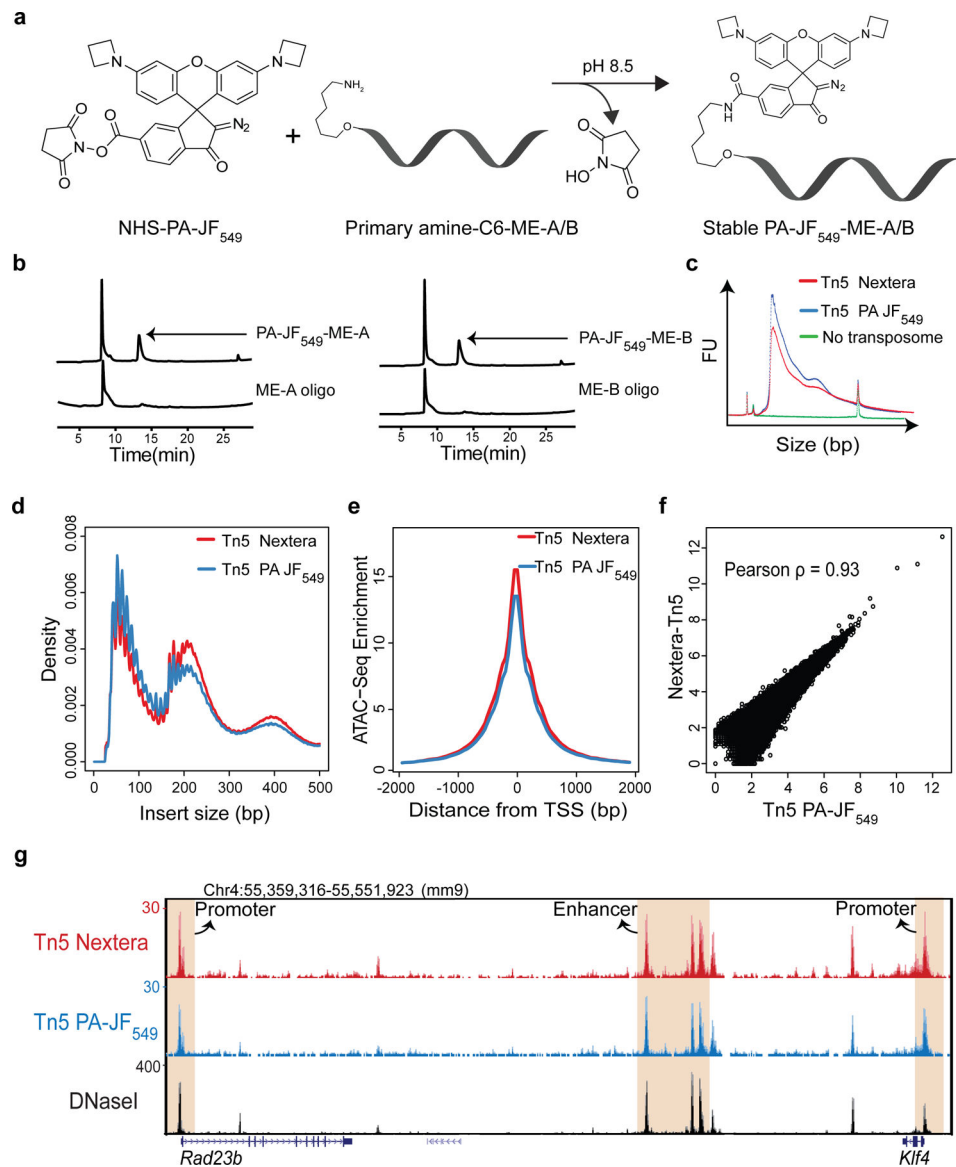 a
N
N
O
NH2
pH 8.5
N
N
O
O
N2
O
N
O
O
O
O
O
+
O
O
N
HO
O
O
N2
NH
O
O
NHS-PA-JF549
Primary amine-C6-ME-A/B
Stable PA-JF549-ME-A/B
b
PA-JF549-ME-A
ME-A oligo
5 10 15 20 25
Time(min)
PA-JF549-ME-B
ME-B oligo
5 10 15 20 25
Time(min)
c
Tn5 Nextera
Tn5 PA JF549
No transposome
FU
Size (bp)
d
Tn5 Nextera
Tn5 PA JF549
0.008
0.006
0.004
0.002
0.000
Density
0 100 200 300 400 500
Insert size (bp)
e
Tn5 Nextera
Tn5 PA JF549
15
10
5
0
ATAC-Seq Enrichment
-2000 -1000 0 1000 2000
Distance from TSS (bp)
f
Pearson ρ = 0.93
12
10
8
6
4
2
0
Nextera-Tn5
0 2 4 6 8 10 12
Tn5 PA-JF549
g
Chr4:55,359,316-55,551,923 (mm9)
30
Promoter
Enhancer
Promoter
Tn5 Nextera
30
Tn5 PA-JF549
400
DNaseI
Rad23b
Klf4